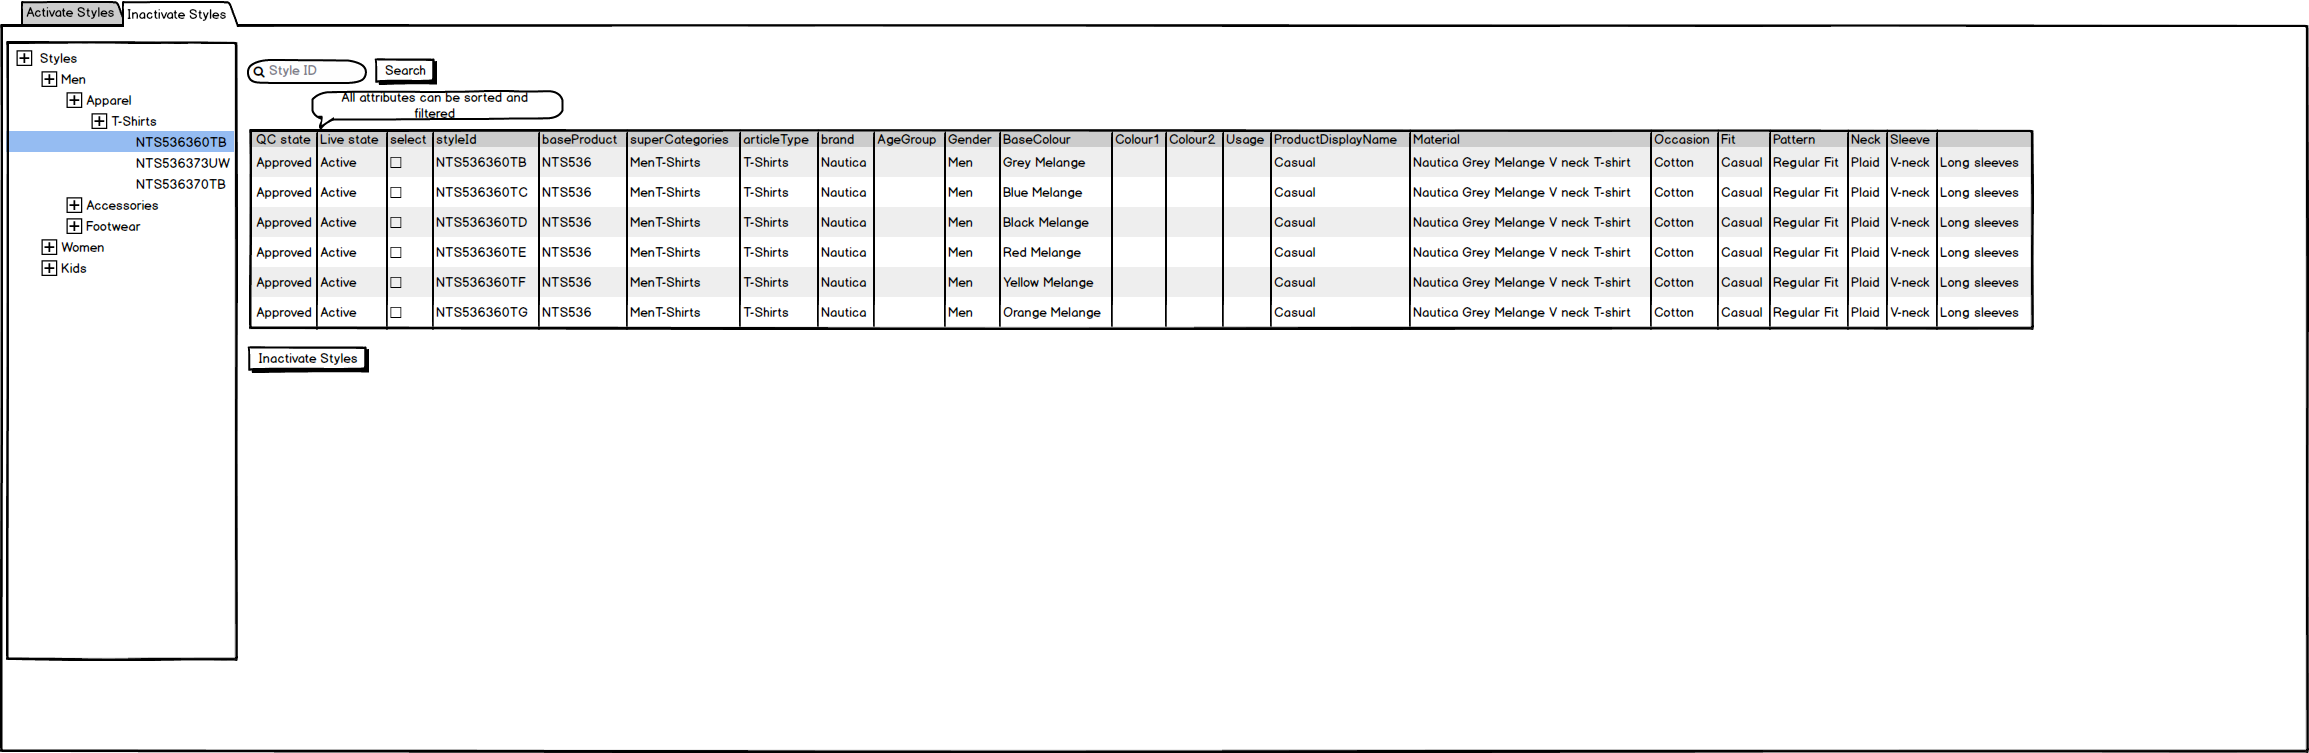 Activate Styles Inactivate Styles
Styles
Men
Apparel
T-Shirts
NTS536360TB
NTS536373UW
NTS536370TB
Accessories
Footwear
Women
Kids
Style ID Search
All attributes can be sorted and
filtered
QC state Live state select styleId baseProduct superCategories articleType brand AgeGroup Gender BaseColour Colour1 Colour2 Usage ProductDisplayName Material Occasion Fit Pattern Neck Sleeve
Approved Active NTS536360TB NTS536 MenT-Shirts T-Shirts Nautica Men Grey Melange Casual Nautica Grey Melange V neck T-shirt Cotton Casual Regular Fit Plaid V-neck Long sleeves
Approved Active NTS536360TC NTS536 MenT-Shirts T-Shirts Nautica Men Blue Melange Casual Nautica Grey Melange V neck T-shirt Cotton Casual Regular Fit Plaid V-neck Long sleeves
Approved Active NTS536360TD NTS536 MenT-Shirts T-Shirts Nautica Men Black Melange Casual Nautica Grey Melange V neck T-shirt Cotton Casual Regular Fit Plaid V-neck Long sleeves
Approved Active NTS536360TE NTS536 MenT-Shirts T-Shirts Nautica Men Red Melange Casual Nautica Grey Melange V neck T-shirt Cotton Casual Regular Fit Plaid V-neck Long sleeves
Approved Active NTS536360TF NTS536 MenT-Shirts T-Shirts Nautica Men Yellow Melange Casual Nautica Grey Melange V neck T-shirt Cotton Casual Regular Fit Plaid V-neck Long sleeves
Approved Active NTS536360TG NTS536 MenT-Shirts T-Shirts Nautica Men Orange Melange Casual Nautica Grey Melange V neck T-shirt Cotton Casual Regular Fit Plaid V-neck Long sleeves
Inactivate Styles